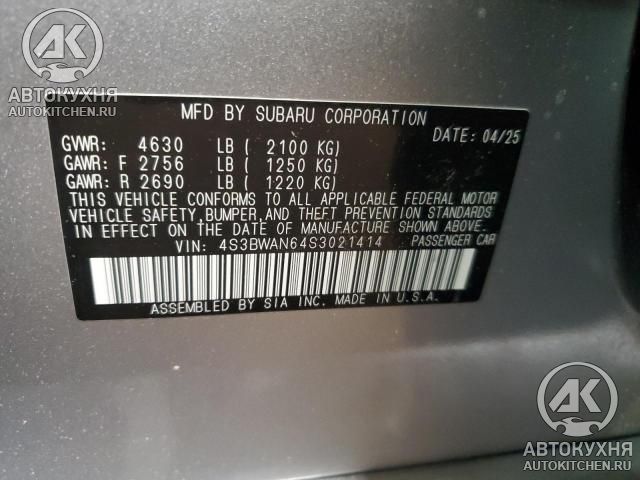 AK
АВТОКУХНЯ
AUTOKITCHEN.RU
MFD BY SUBARU CORPORATION
DATE: 04/25
GVWR: 4630 LB ( 2100 KG)
GAWR: F 2756 LB ( 1250 KG)
GAWR: R 2690 LB ( 1220 KG)
THIS VEHICLE CONFORMS TO ALL APPLICABLE FEDERAL MOTOR
VEHICLE SAFETY, BUMPER, AND THEFT PREVENTION STANDARDS
IN EFFECT ON THE DATE OF MANUFACTURE SHOWN ABOVE.
VIN: 4S3BWAN64S3021414 PASSENGER CAR
ASSEMBLED BY SIA INC. MADE IN U.S.A.
AK
АВТОКУХНЯ
AUTOKITCHEN.RU